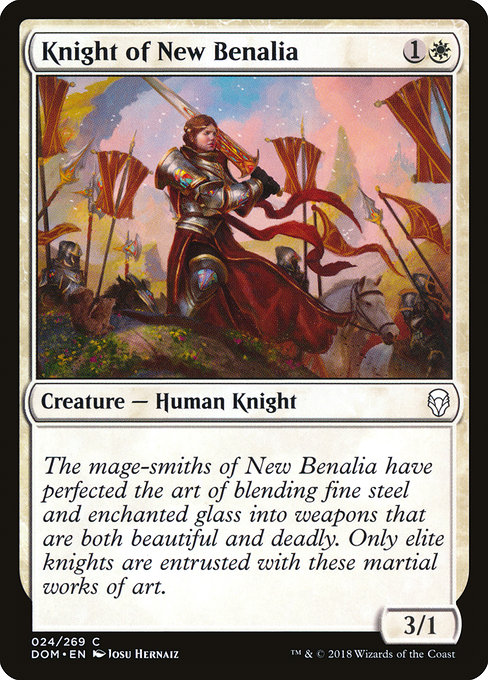 Knight of New Benalia 1
Creature — Human Knight
The mage-smiths of New Benalia have
perfected the art of blending fine steel
and enchanted glass into weapons that
are both beautiful and deadly. Only elite
knights are entrusted with these martial
works of art.
3/1
024/269 C
DOM • EN Josu Hernaiz
™ & © 2018 Wizards of the Coast